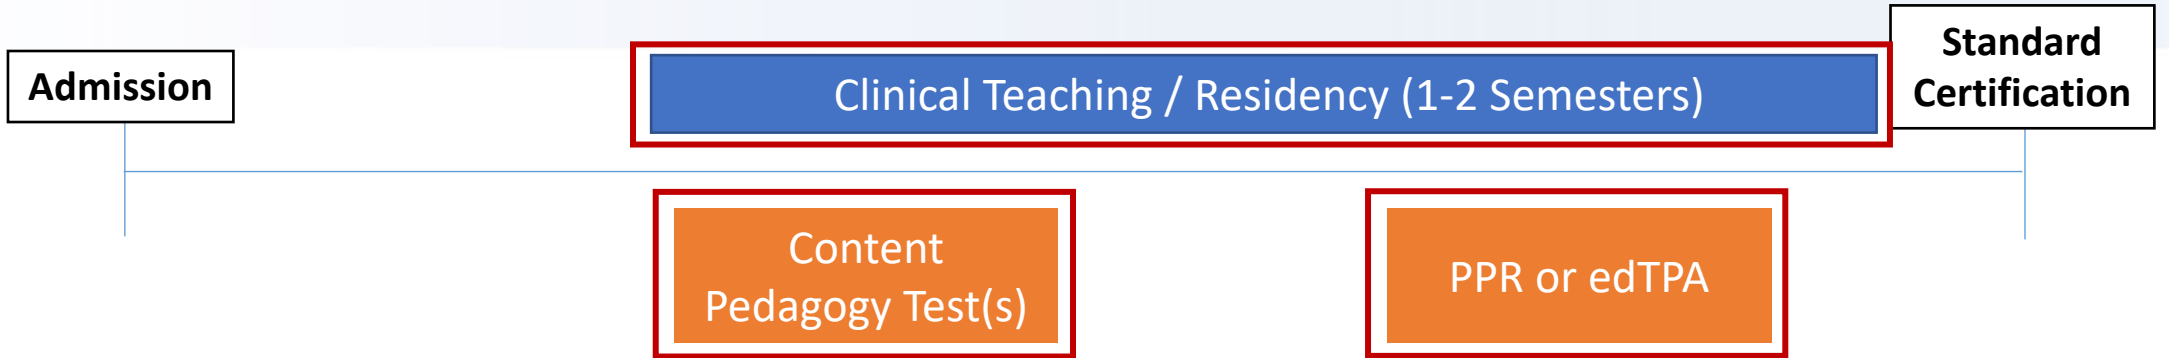 Admission
Clinical Teaching / Residency (1-2 Semesters)
Standard
Certification
Content
Pedagogy Test(s)
PPR or edTPA